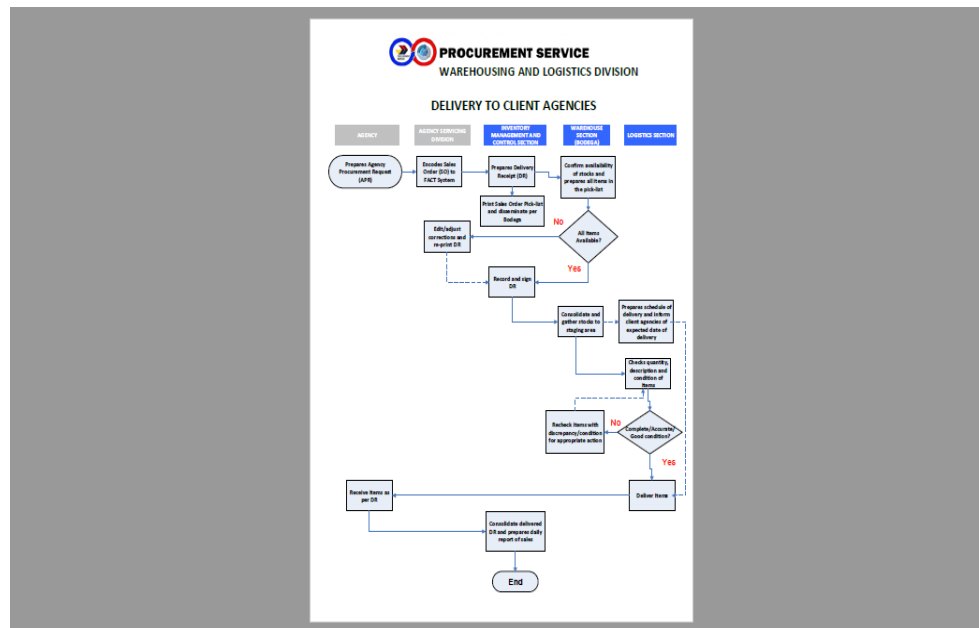 PROCUREMENT SERVICE
WAREHOUSING AND LOGISTICS DIVISION
DELIVERY TO CLIENT AGENCIES
AGENCY
AGENCY SERVICING
DIVISION
INVENTORY
MANAGEMENT AND
CONTROL SECTION
WAREHOUSE
SECTION
(BODEGA)
LOGISTICS SECTION
Prepares Agency
Procurement Request
(APR)
Encodes Sales
Order (SO) to
FACT System
Prepares Delivery
Receipt (DR)
Confirm availability
of stocks and
prepares all items in
the pick-list
Print Sales Order Pick-list
and disseminate per
Bodega
No
Edit/adjust
corrections and
re-print DR
All Items
Available?
Yes
Record and sign
DR
Consolidate and
gather stocks to
staging area
Prepares schedule of
delivery and inform
client agencies of
expected date of
delivery
Checks quantity,
description and
condition of
Items
Recheck Items with
discrepancy/condition
for appropriate action
No
Complete/Accurate/
Good condition?
Yes
Receive Items as
per DR
Deliver Items
Consolidate delivered
DR and prepares daily
report of sales
End